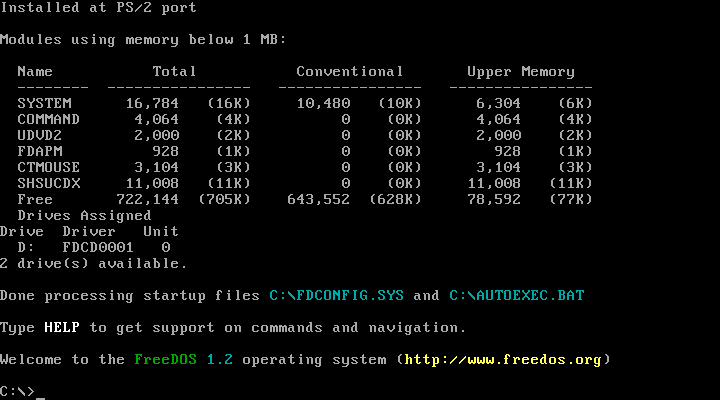 Installed at PS/2 port
Modules using memory below 1 MB:
Name Total Conventional Upper Memory
-------- ---------------- ---------------- ----------------
SYSTEM 16,784 (16K) 10,480 (10K) 6,304 (6K)
COMMAND 4,064 (4K) 0 (0K) 4,064 (4K)
UDVD2 2,000 (2K) 0 (0K) 2,000 (2K)
FDAPM 928 (1K) 0 (0K) 928 (1K)
CTMOUSE 3,104 (3K) 0 (0K) 3,104 (3K)
SHSUCDX 11,008 (11K) 0 (0K) 11,008 (11K)
Free 722,144 (705K) 643,552 (628K) 78,592 (77K)
Drives Assigned
Drive Driver Unit
D: FDCD0001 0
2 drive(s) available.
Done processing startup files C:\FDCONFIG.SYS and C:\AUTOEXEC.BAT
Type HELP to get support on commands and navigation.
Welcome to the FreeDOS 1.2 operating system (http://www.freedos.org)
C:\>_